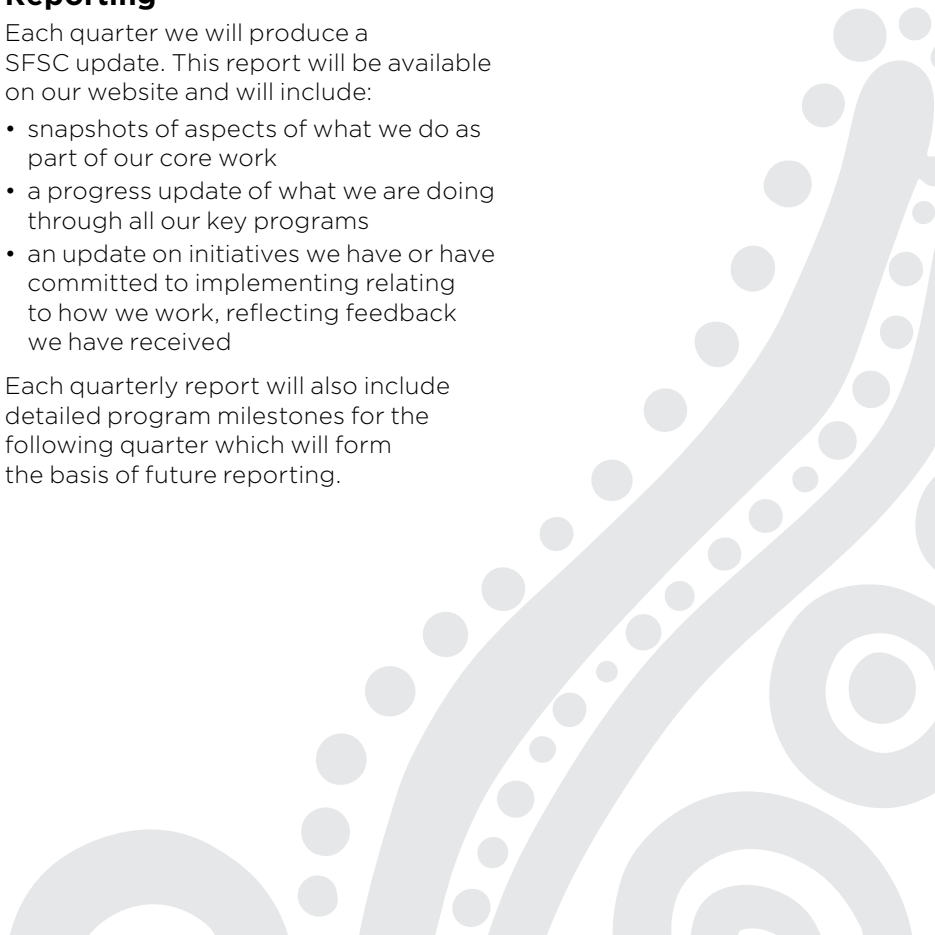 Reporting
Each quarter we will produce a
SFSC update. This report will be available
on our website and will include:
• snapshots of aspects of what we do as
part of our core work
• a progress update of what we are doing
through all our key programs
• an update on initiatives we have or have
committed to implementing relating
to how we work, reflecting feedback
we have received
Each quarterly report will also include
detailed program milestones for the
following quarter which will form
the basis of future reporting.